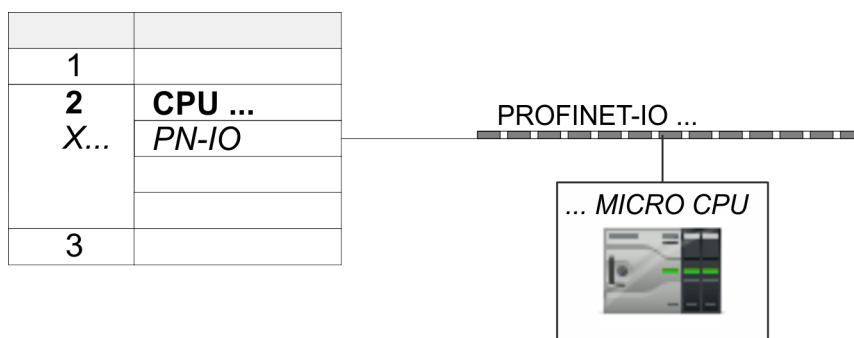 1
2 CPU ...
X... PN-IO
3
PROFINET-IO ...
... MICRO CPU